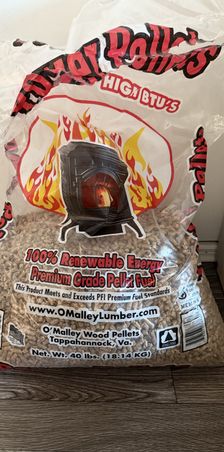 Pellets
HIGH BTU'S
100% Renewable Energy
Premium Grade Pellet Fuel
This Product Meets and Exceeds PFI Premium Fuel Standards
www.OMalleyLumber.com
O'Malley Wood Pellets
Tappahannock, Va.
Net. Wt. 40 lbs. (18.14 KG)